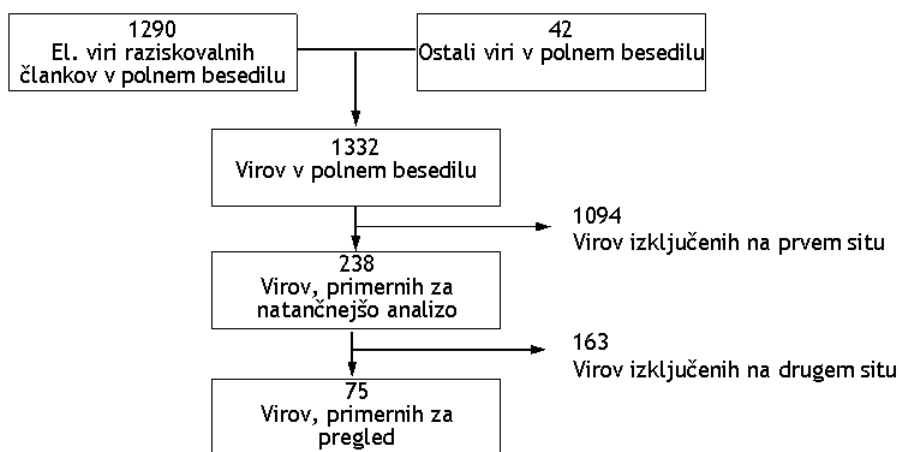 1290
El. viri raziskovalnih
člankov v polnem besedilu
42
Ostali viri v polnem besedilu
1332
Virov v polnem besedilu
1094
Virov izključenih na prvem situ
238
Virov, primernih za
natančnejšo analizo
163
Virov izključenih na drugem situ
75
Virov, primernih za
pregled